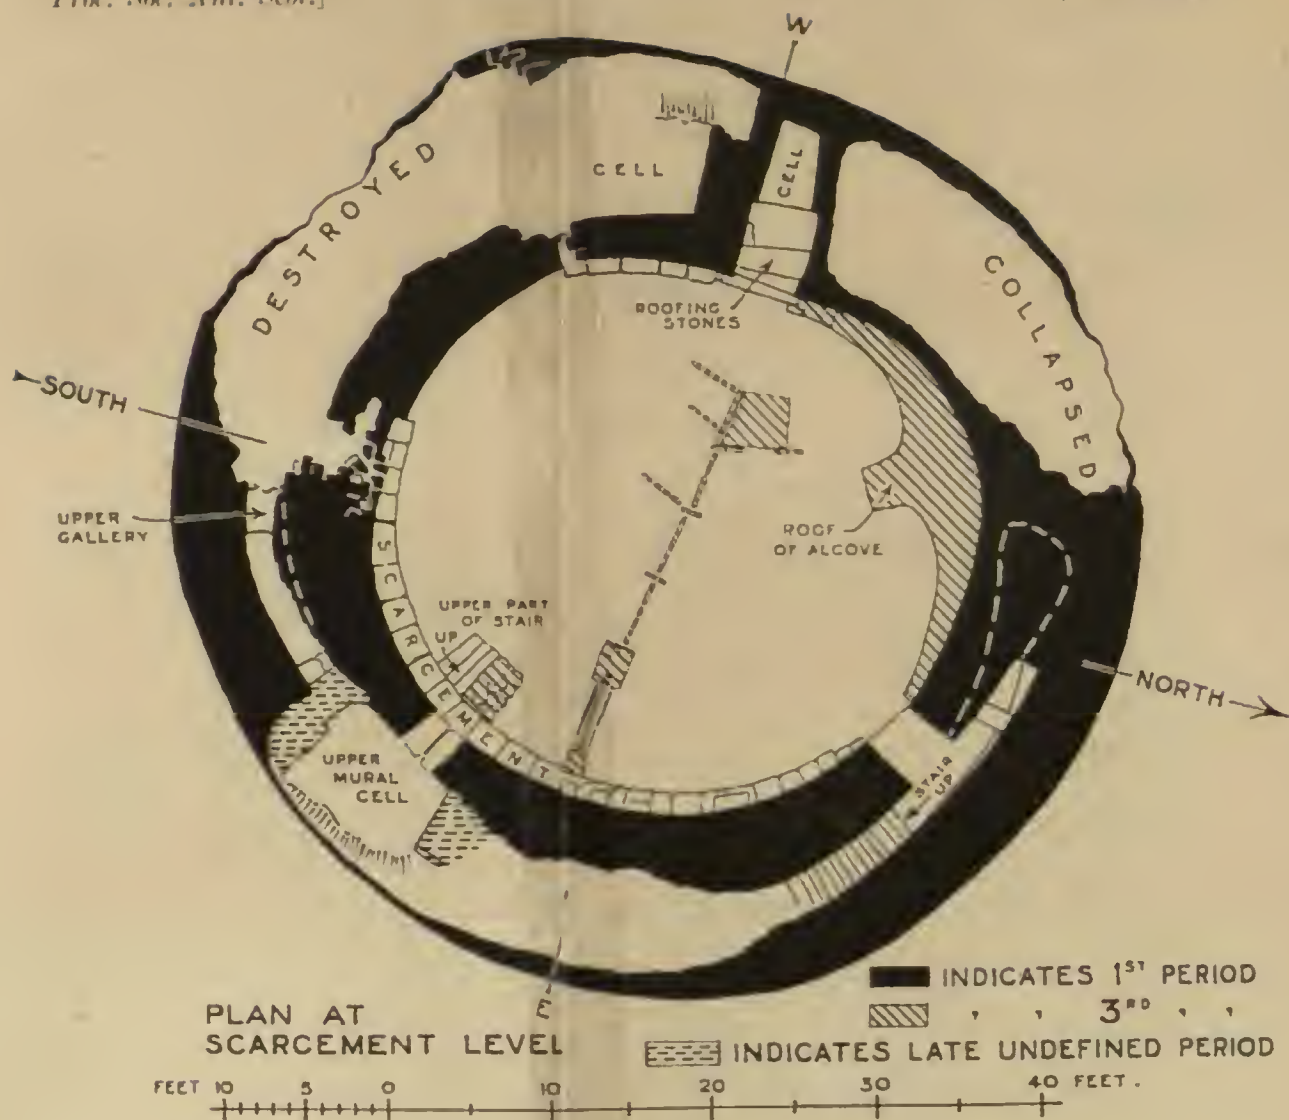 W
DESTROYED
CELL
CELL
COLLAPSED
ROOFING
STONES
SOUTH
UPPER
GALLERY
ROOF
OF ALCOVE
SCARCEMENT
UPPER PART
OF STAIR
UP
NORTH
UPPER
MURAL
CELL
STAIR
UP
E
INDICATES 1ST PERIOD
" " 3RD " "
INDICATES LATE UNDEFINED PERIOD
PLAN AT
SCARCEMENT LEVEL
FEET 10 5 0 10 20 30 40 FEET.